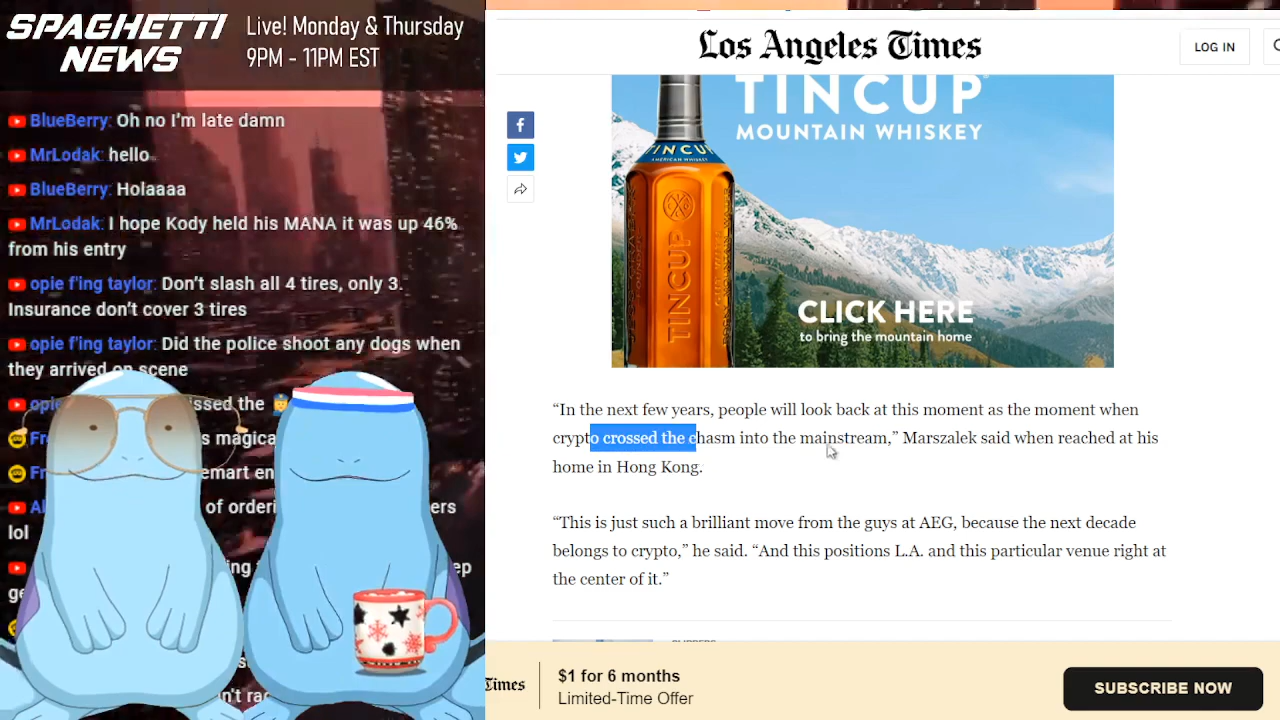 SPAGHETTI
NEWS
Live! Monday & Thursday
9PM - 11PM EST
BlueBerry: Oh no I'm late damn
MrLodak: hello
BlueBerry: Holaaaa
MrLodak: I hope Kody held his MANA it was up 46%
from his entry
opie f'ing taylor: Don't slash all 4 tires, only 3.
Insurance don't cover 3 tires
opie f'ing taylor: Did the police shoot any dogs when
they arrived on scene
Los Angeles Times
LOG IN
TINCUP
MOUNTAIN WHISKEY
TINCUP
AMERICAN WHISKEY
TINCUP
CLICK HERE
to bring the mountain home
“In the next few years, people will look back at this moment as the moment when
crypto crossed the chasm into the mainstream,” Marszalek said when reached at his
home in Hong Kong.
“This is just such a brilliant move from the guys at AEG, because the next decade
belongs to crypto,” he said. “And this positions L.A. and this particular venue right at
the center of it.”
Times
$1 for 6 months
Limited-Time Offer
SUBSCRIBE NOW